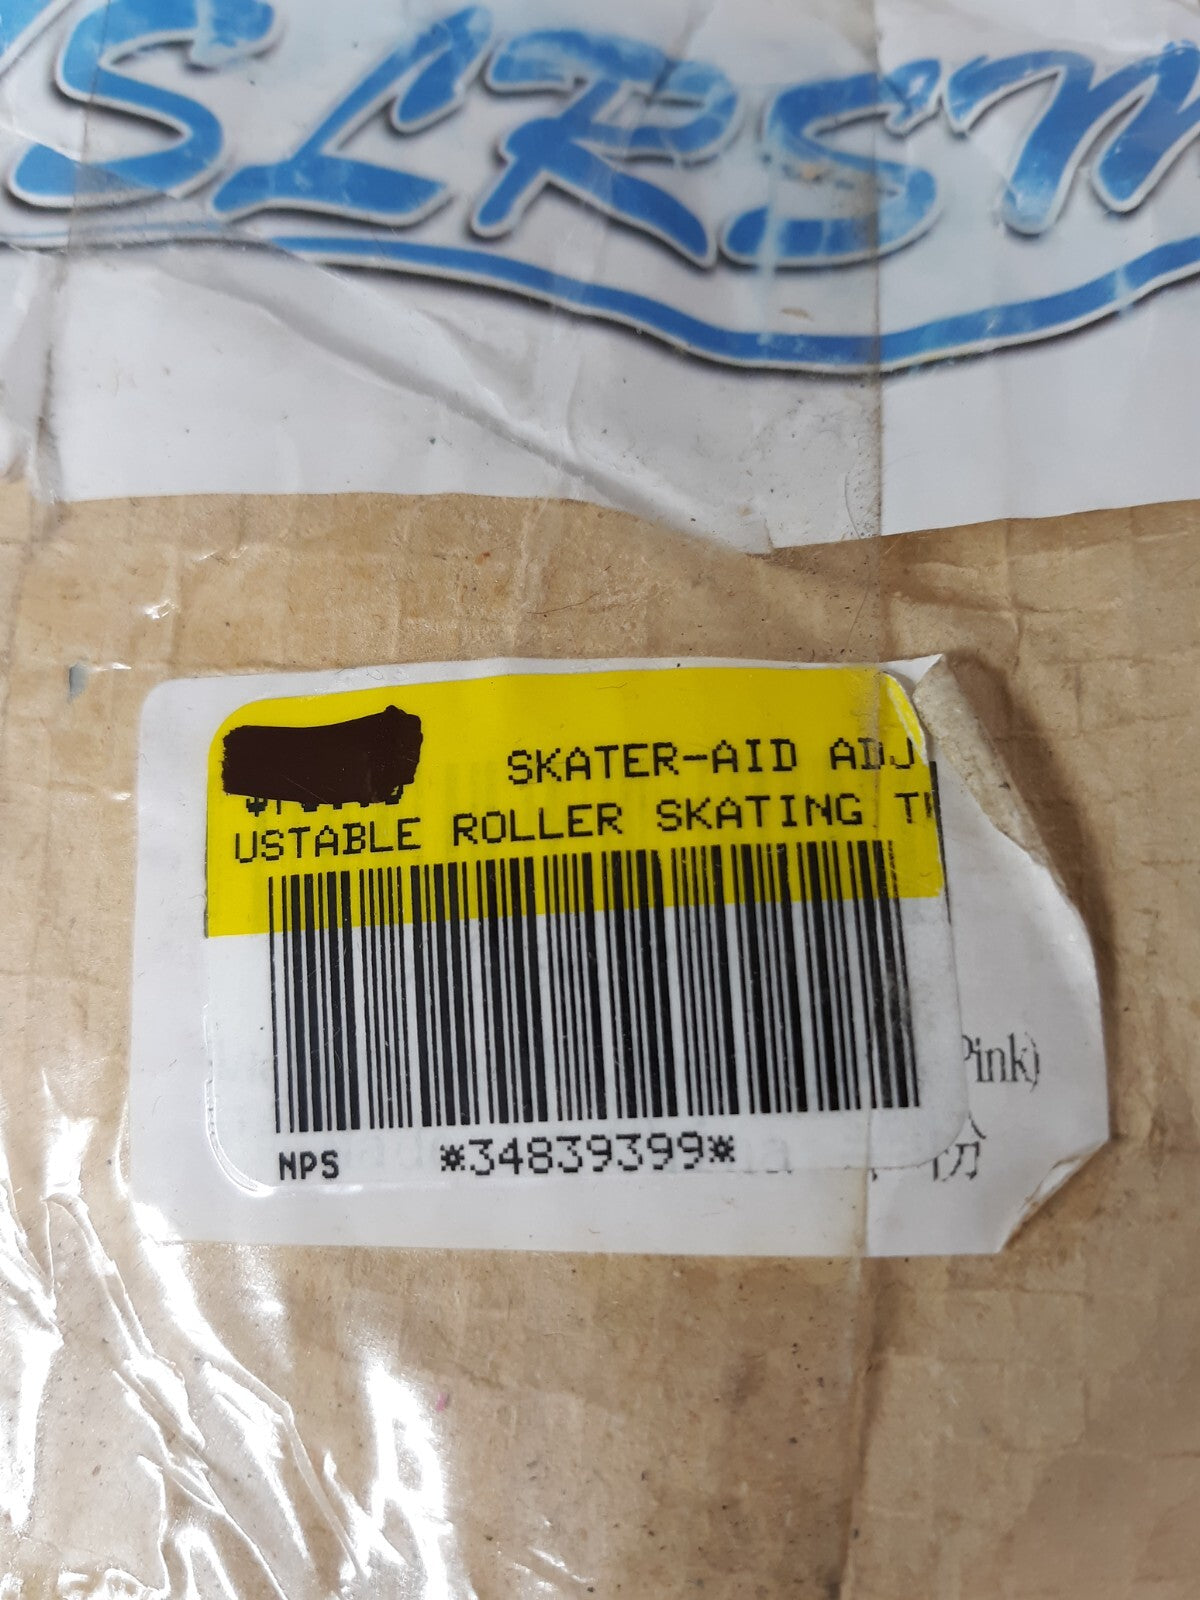 SLRSM
SKATER-AID ADJ
USTABLE ROLLER SKATING T
Pink)
NPS *34839399*